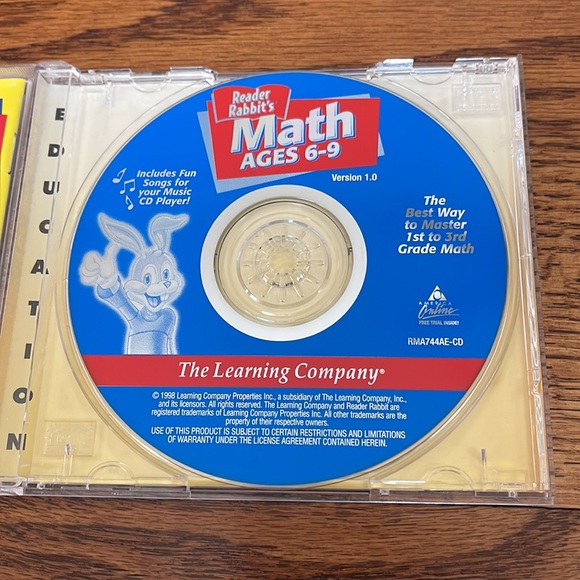 EDUCATION
Reader
Rabbit's
Math
AGES 6-9
Version 1.0
Includes Fun
Songs for
your Music
CD Player!
The
Best Way
to Master
1st to 3rd
Grade Math
AMERICA
Online
FREE TRIAL INSIDE!
RMA744AE-CD
The Learning Company®
© 1998 Learning Company Properties Inc., a subsidiary of The Learning Company, Inc.,
and its licensors. All rights reserved. The Learning Company and Reader Rabbit are
registered trademarks of Learning Company Properties Inc. All other trademarks are the
property of their respective owners.
USE OF THIS PRODUCT IS SUBJECT TO CERTAIN RESTRICTIONS AND LIMITATIONS
OF WARRANTY UNDER THE LICENSE AGREEMENT CONTAINED HEREIN.